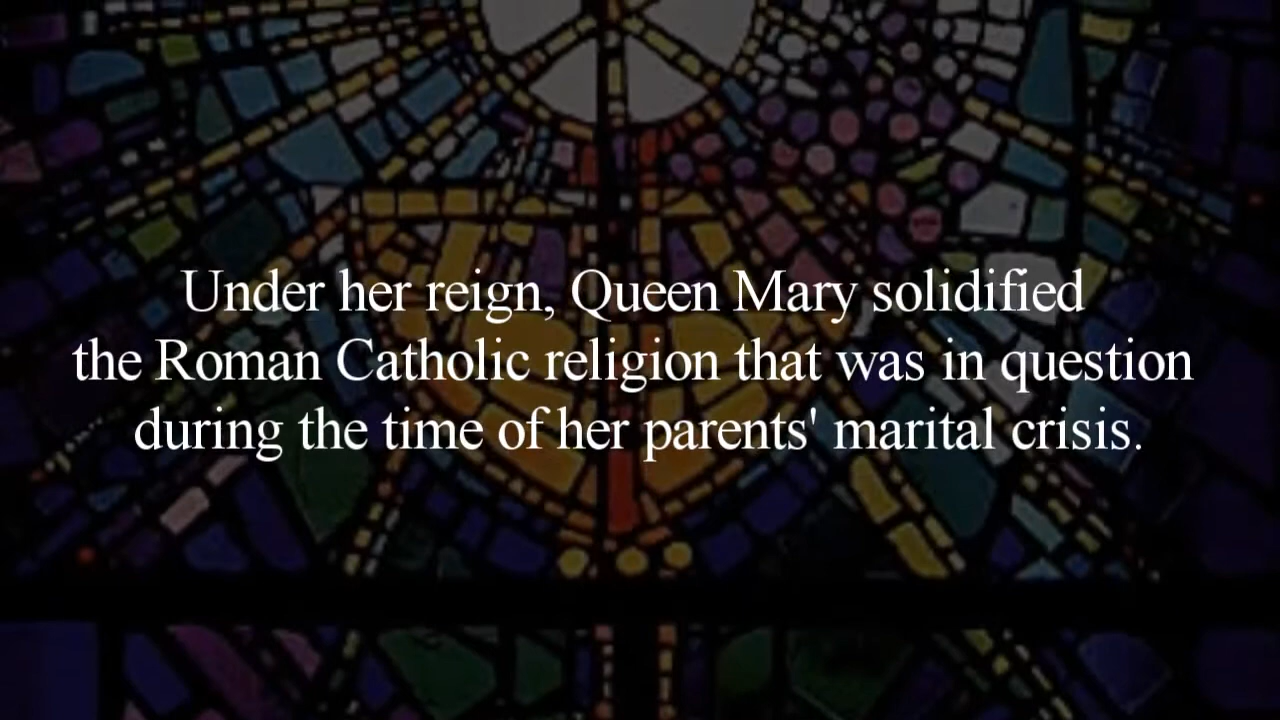 Under her reign, Queen Mary solidified
the Roman Catholic religion that was in question
during the time of her parents' marital crisis.